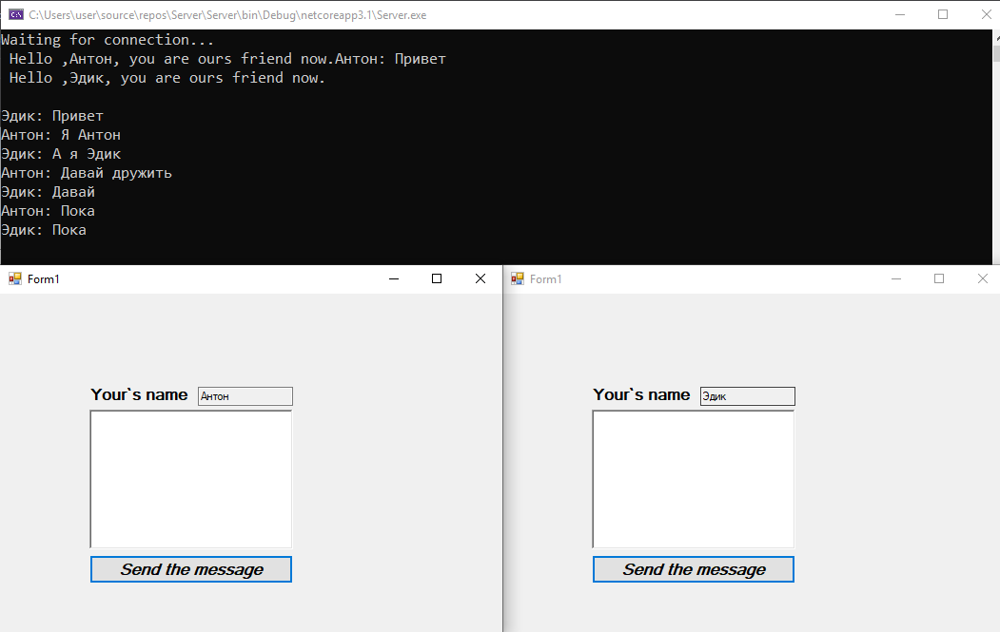 C:\Users\user\source\repos\Server\Server\bin\Debug\netcoreapp3.1\Server.exe
Waiting for connection...
Hello ,Антон, you are ours friend now.Антон: Привет
Hello ,Эдик, you are ours friend now.
Эдик: Привет
Антон: Я Антон
Эдик: А я Эдик
Антон: Давай дружить
Эдик: Давай
Антон: Пока
Эдик: Пока
Form1
Your`s name Антон
Send the message
Form1
Your`s name Эдик
Send the message